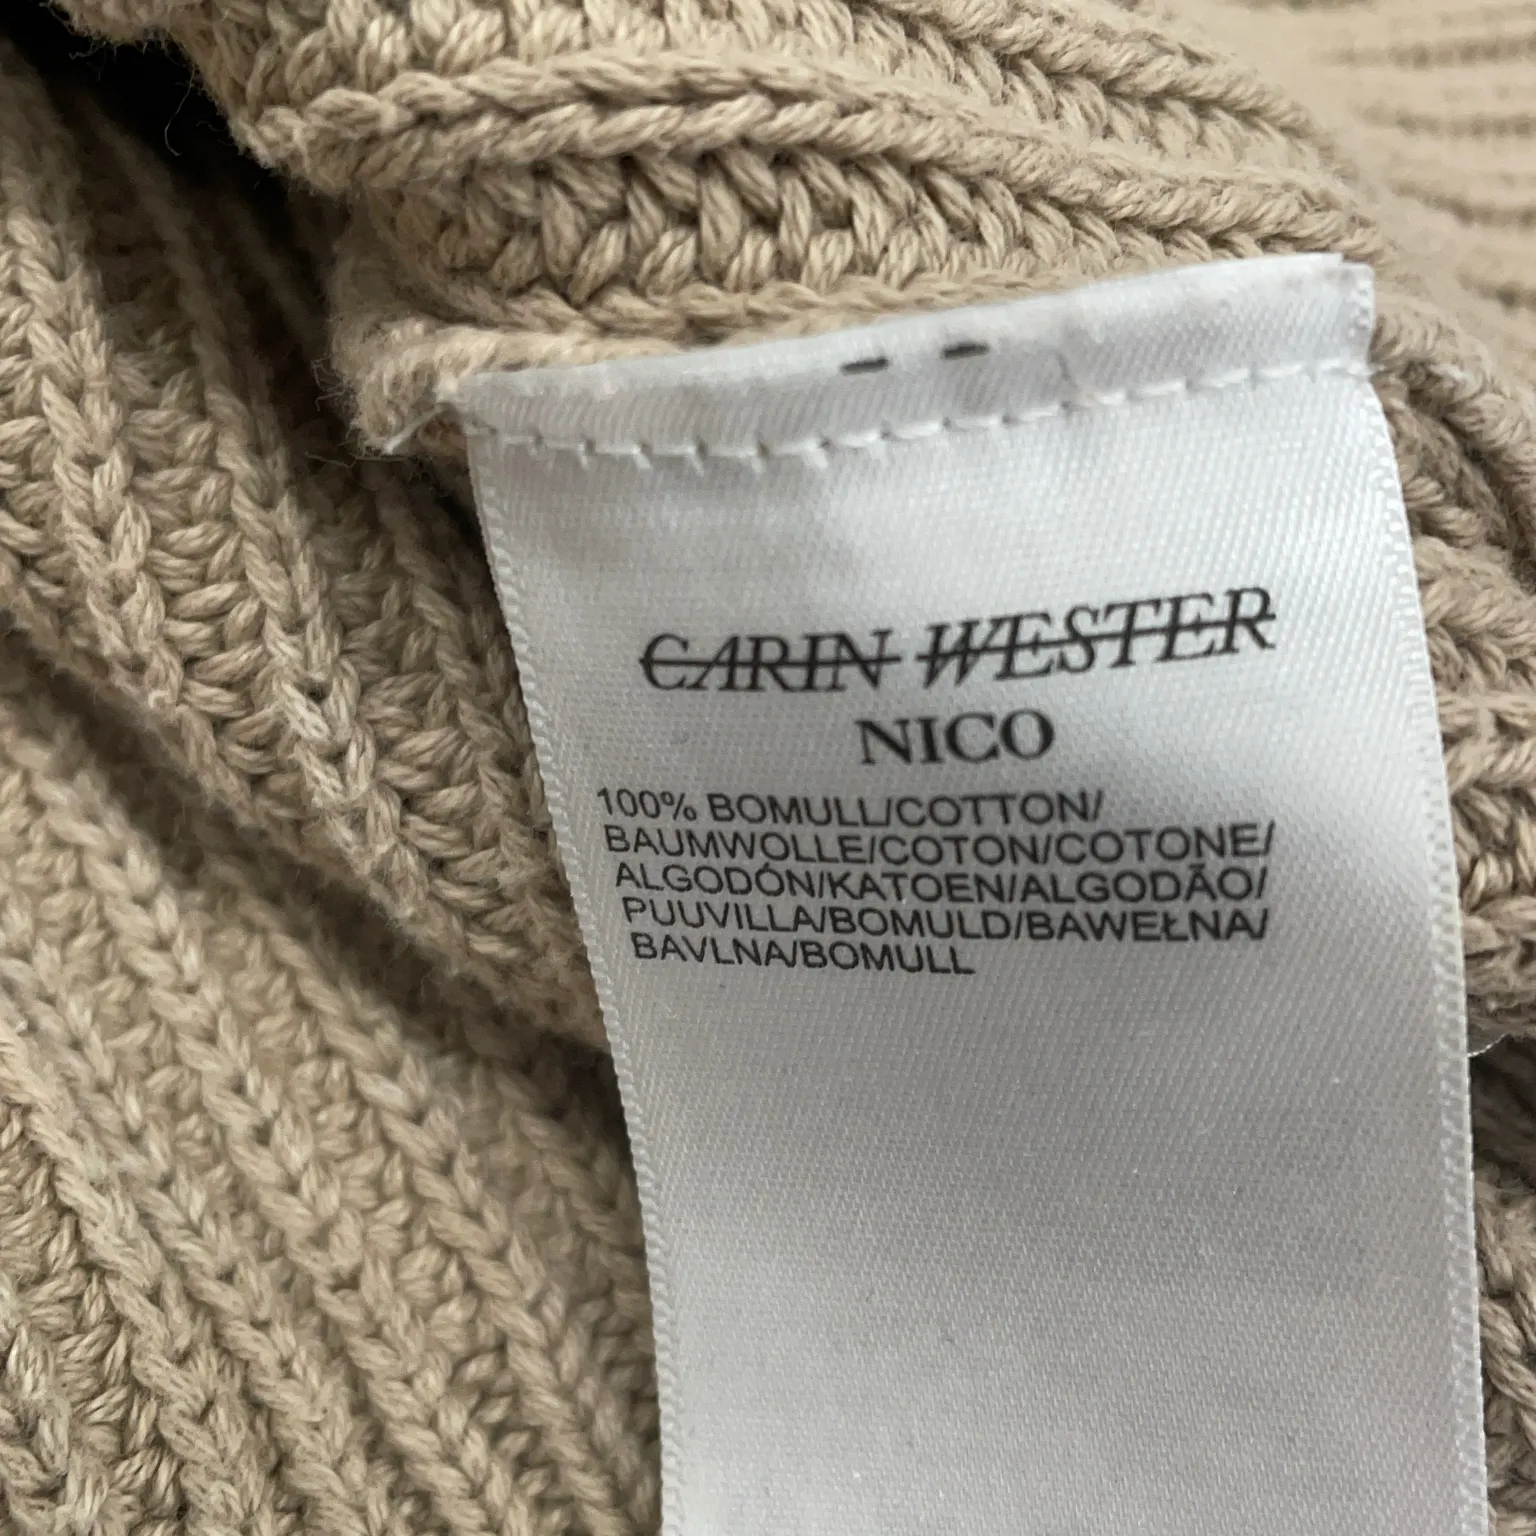 CARIN WESTER
NICO
100% BOMULL/COTTON/
BAUMWOLLE/COTON/COTONE/
ALGODÓN/KATOEN/ALGODÃO/
PUUVILLA/BOMULD/BAWEŁNA/
BAVLNA/BOMULL